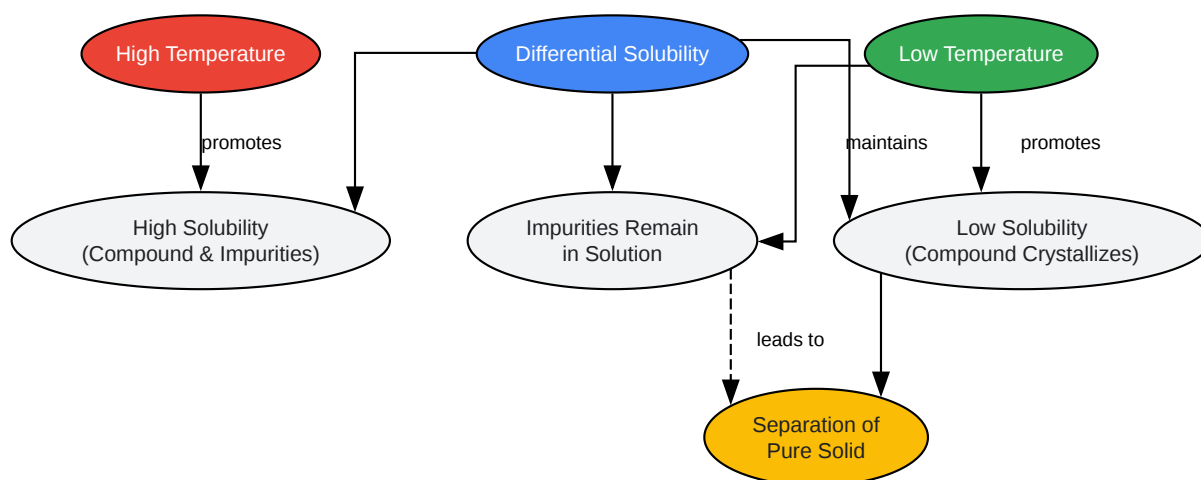 High Temperature
Differential Solubility
Low Temperature
promotes
maintains
promotes
High Solubility
(Compound & Impurities)
Impurities Remain
in Solution
Low Solubility
(Compound Crystallizes)
leads to
Separation of
Pure Solid